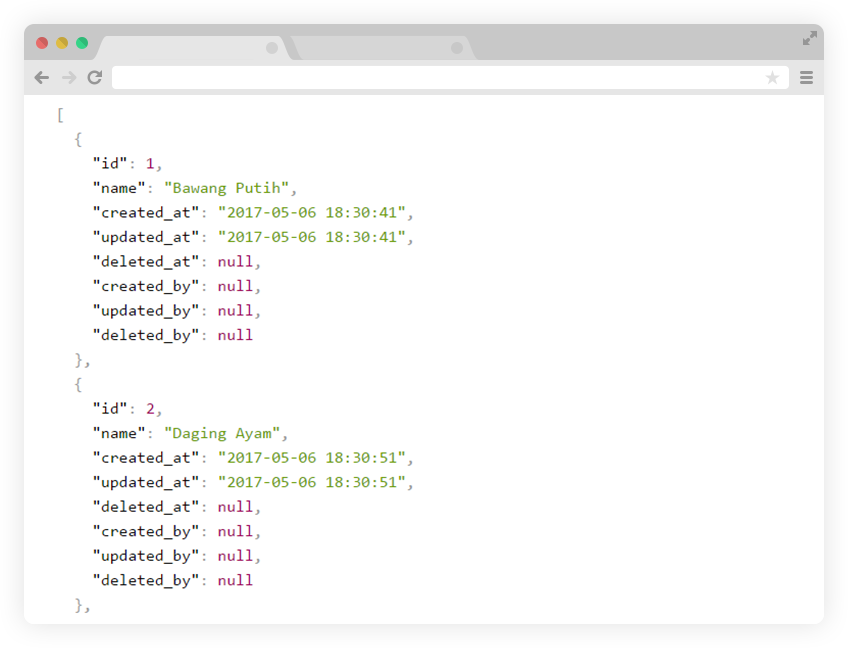 [
{
"id": 1,
"name": "Bawang Putih",
"created_at": "2017-05-06 18:30:41",
"updated_at": "2017-05-06 18:30:41",
"deleted_at": null,
"created_by": null,
"updated_by": null,
"deleted_by": null
},
{
"id": 2,
"name": "Daging Ayam",
"created_at": "2017-05-06 18:30:51",
"updated_at": "2017-05-06 18:30:51",
"deleted_at": null,
"created_by": null,
"updated_by": null,
"deleted_by": null
},